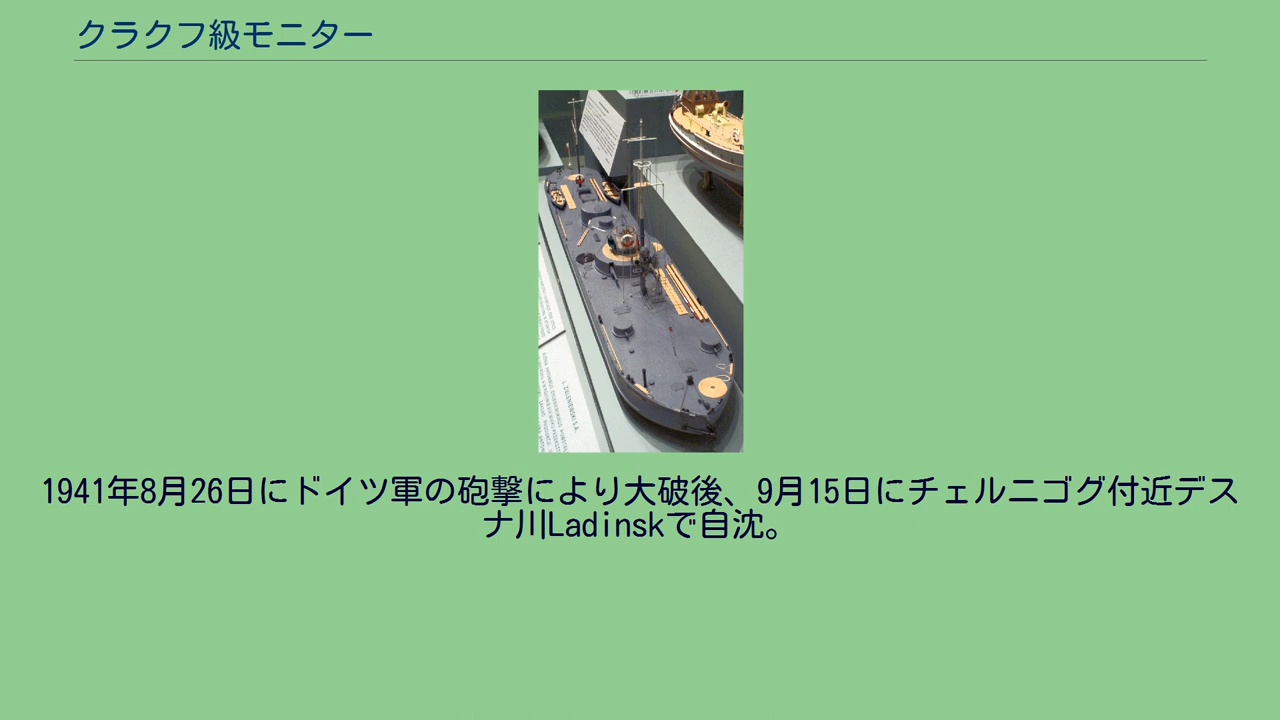 クラクフ級モニター
1941年8月26日にドイツ軍の砲撃により大破後、9月15日にチェルニゴグ付近デス
ナ川Ladinskで自沈。